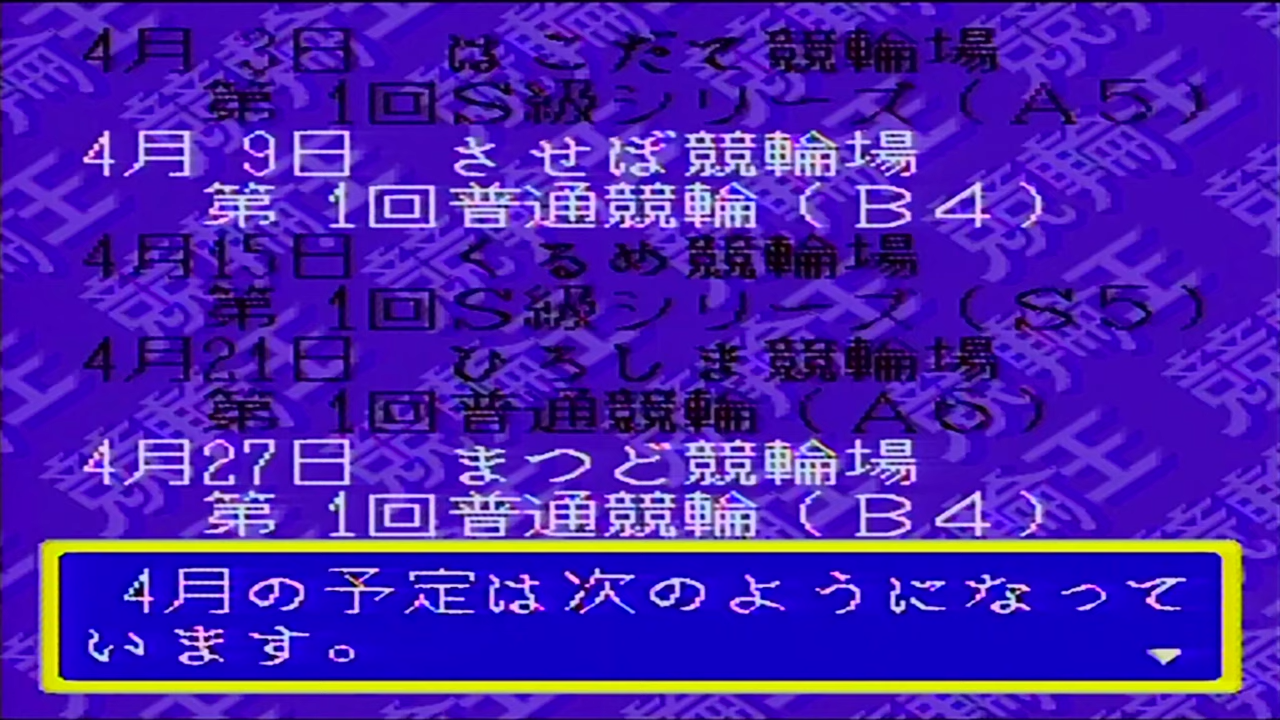 4月 3日 はこだて競輪場
第 1回S級シリーズ(A5)
4月 9日 させぼ競輪場
第 1回普通競輪(B4)
4月15日 くるめ競輪場
第 1回S級シリーズ(S5)
4月21日 ひろしま競輪場
第 1回普通競輪(A6)
4月27日 まつど競輪場
第 1回普通競輪(B4)
4月の予定は次のようになって
います。